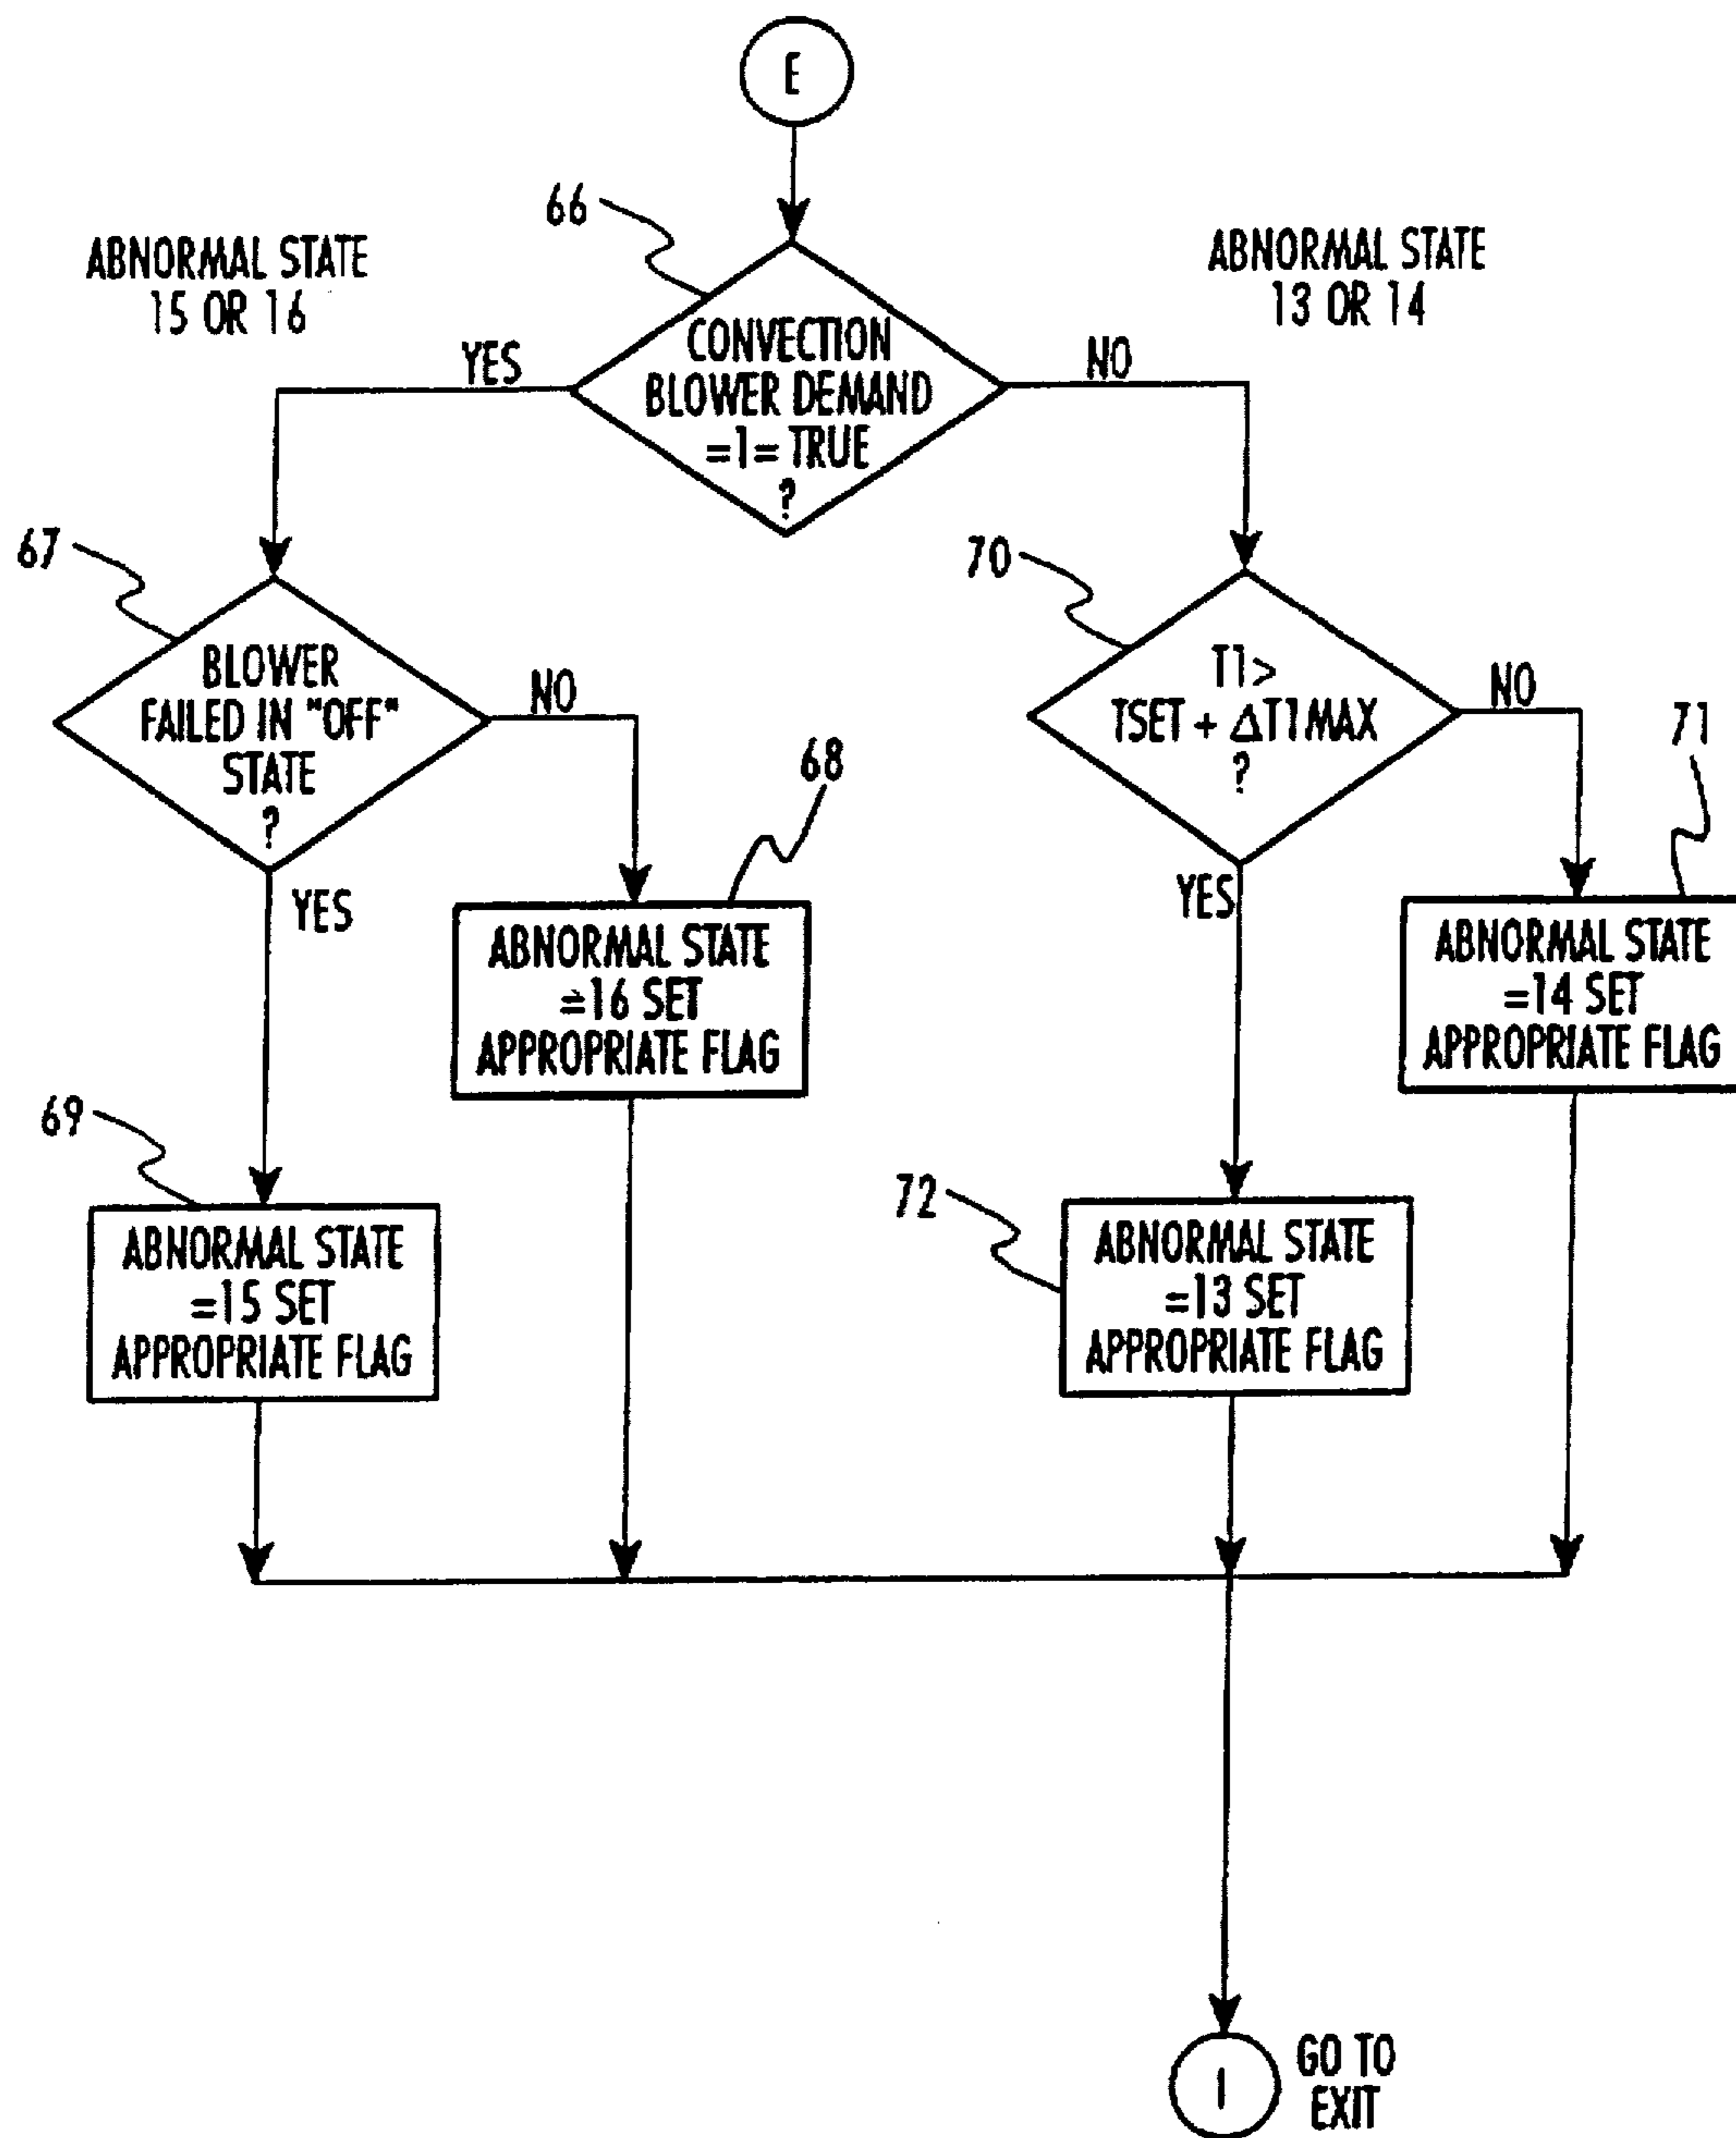 E
66
ABNORMAL STATE
15 OR 16
ABNORMAL STATE
13 OR 14
YES
CONVECTION
BLOWER DEMAND
=1= TRUE
?
NO
67
BLOWER
FAILED IN "OFF"
STATE
?
NO
YES
68
ABNORMAL STATE
=16 SET
APPROPRIATE FLAG
69
ABNORMAL STATE
=15 SET
APPROPRIATE FLAG
70
T1>
TSET + ΔT1MAX
?
NO
YES
71
ABNORMAL STATE
=14 SET
APPROPRIATE FLAG
72
ABNORMAL STATE
=13 SET
APPROPRIATE FLAG
I
GO TO
EXIT